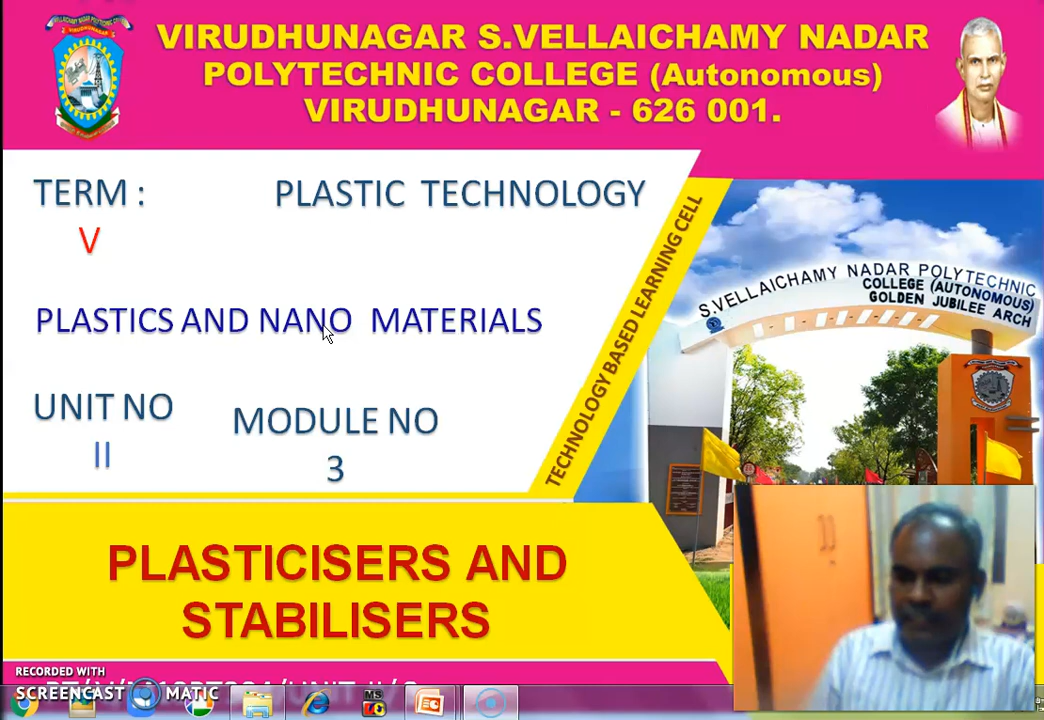 VIRUDHUNAGAR S.VELLAICHAMY NADAR
POLYTECHNIC COLLEGE (Autonomous)
VIRUDHUNAGAR - 626 001.
TERM :
PLASTIC TECHNOLOGY
V
PLASTICS AND NANO MATERIALS
UNIT NO
MODULE NO
II
3
TECHNOLOGY BASED LEARNING CELL
S.VELLAICHAMY NADAR POLYTECHNIC
COLLEGE (AUTONOMOUS)
GOLDEN JUBILEE ARCH
PLASTICISERS AND
STABILISERS
RECORDED WITH
SCREENCAST MATIC
MS